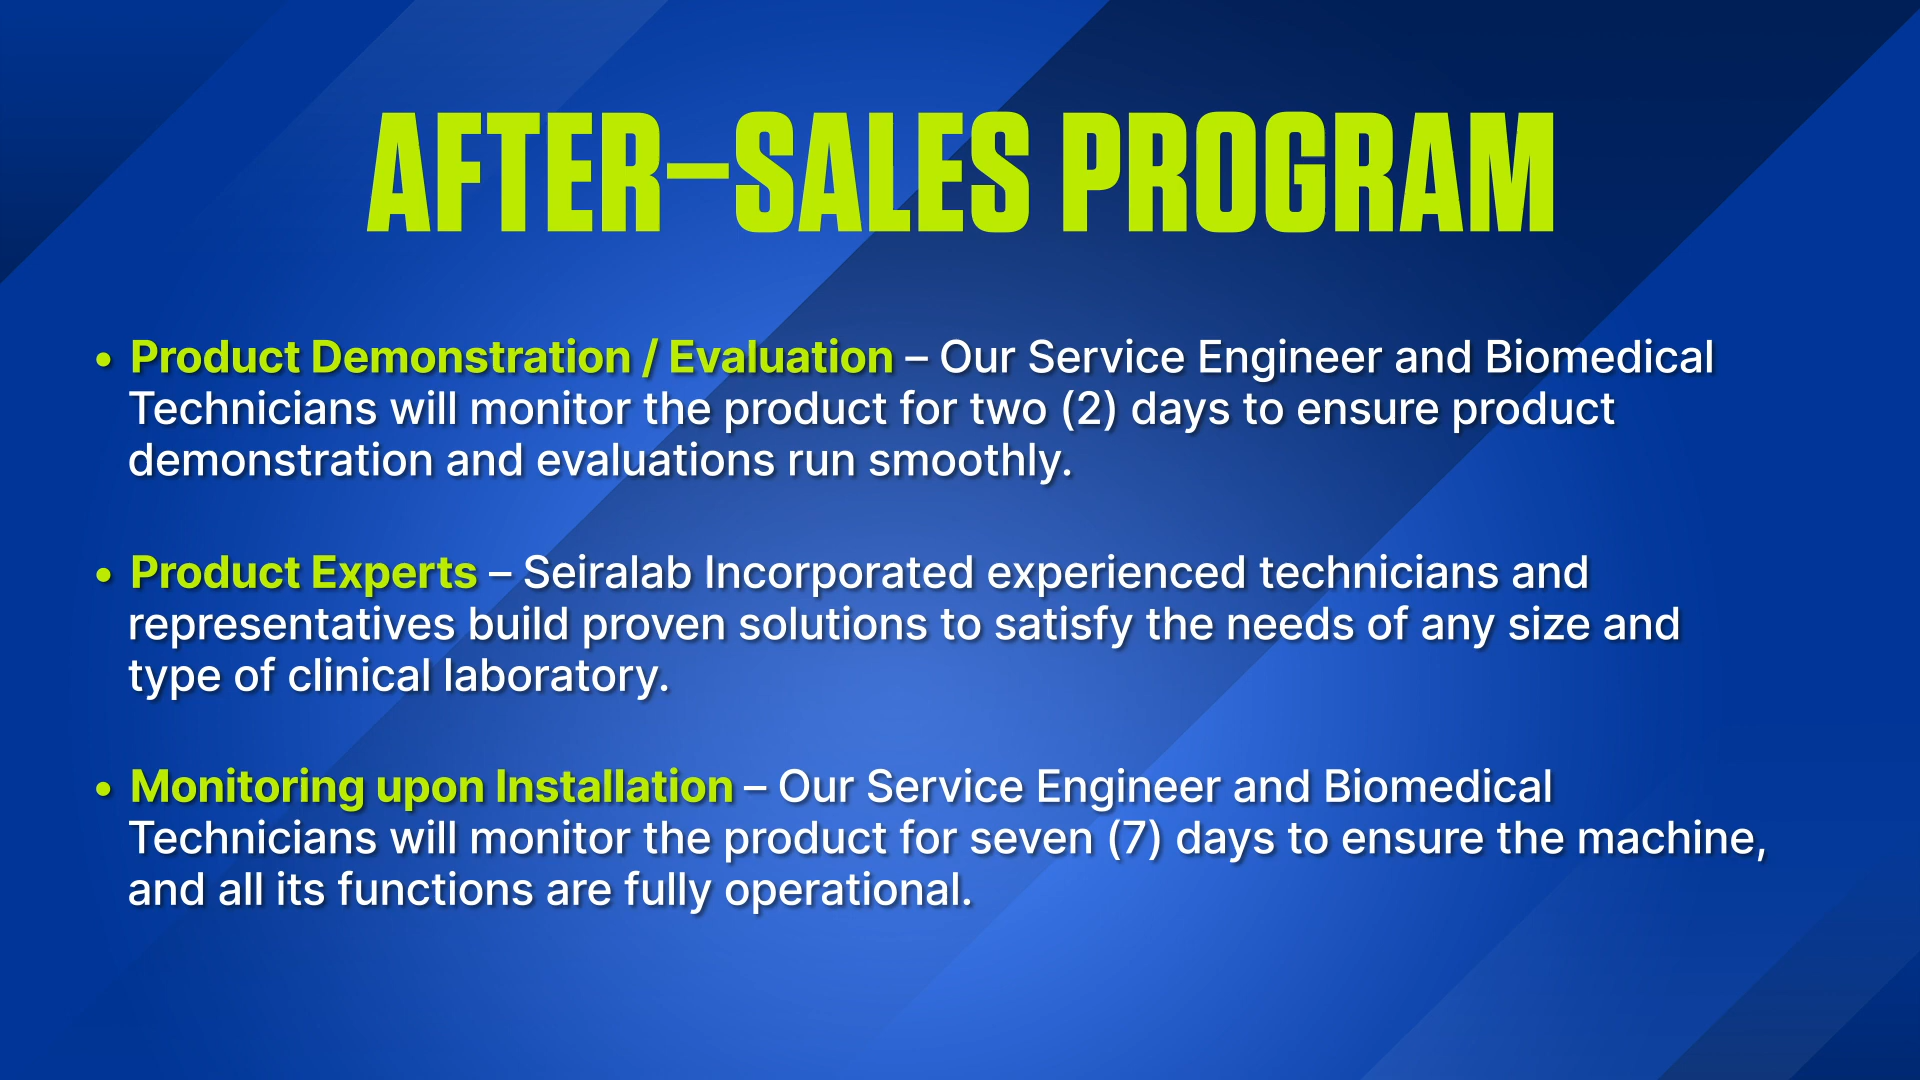 AFTER–SALES PROGRAM
• Product Demonstration / Evaluation – Our Service Engineer and Biomedical
Technicians will monitor the product for two (2) days to ensure product
demonstration and evaluations run smoothly.
• Product Experts – Seiralab Incorporated experienced technicians and
representatives build proven solutions to satisfy the needs of any size and
type of clinical laboratory.
• Monitoring upon Installation – Our Service Engineer and Biomedical
Technicians will monitor the product for seven (7) days to ensure the machine,
and all its functions are fully operational.